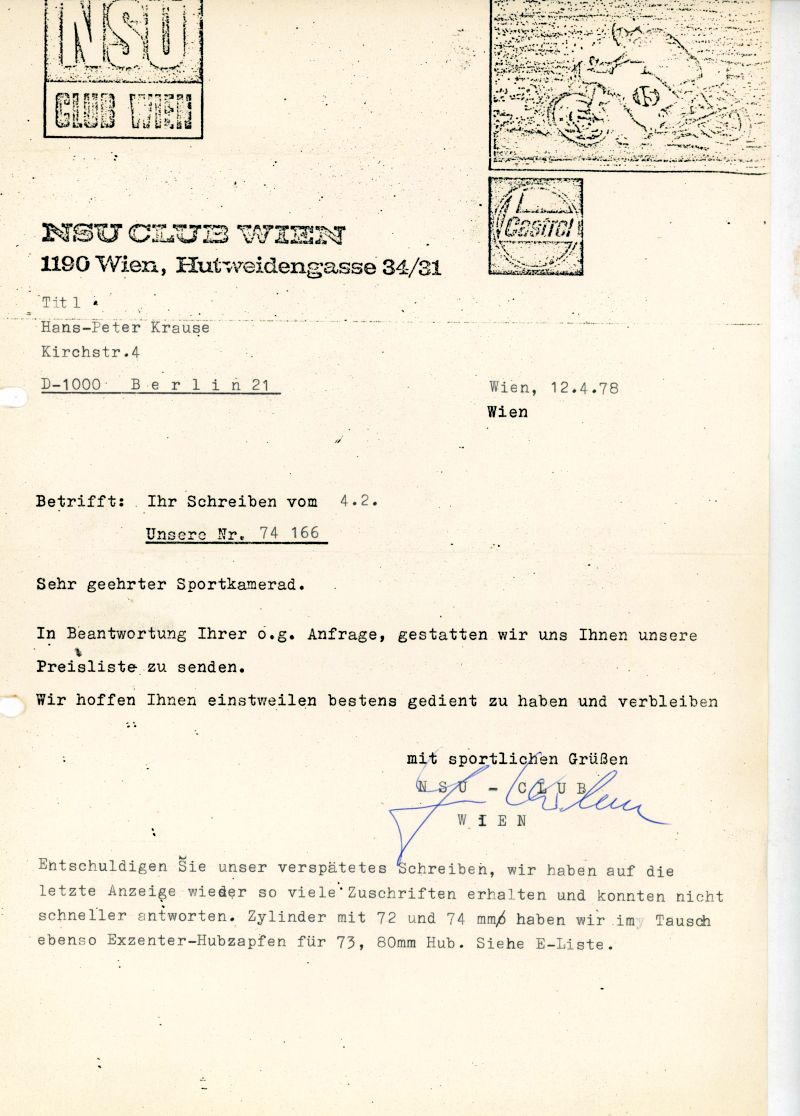 NSU
CLUB WIEN
Castrol
NSU CLUB WIEN
1190 Wien, Hutweidengasse 34/31
Titl.
Hans-Peter Krause
Kirchstr.4
D-1000 B e r l i n 21
Wien, 12.4.78
Wien
Betrifft: Ihr Schreiben vom 4.2.
Unsere Nr. 74 166
Sehr geehrter Sportkamerad.
In Beantwortung Ihrer o.g. Anfrage, gestatten wir uns Ihnen unsere
Preisliste zu senden.
Wir hoffen Ihnen einstweilen bestens gedient zu haben und verbleiben
mit sportlichen Grüßen
N S U - C L U B
W I E N
Entschuldigen Sie unser verspätetes Schreiben, wir haben auf die
letzte Anzeige wieder so viele Zuschriften erhalten und konnten nicht
schneller antworten. Zylinder mit 72 und 74 mmø haben wir im Tausch
ebenso Exzenter-Hubzapfen für 73, 80mm Hub. Siehe E-Liste.